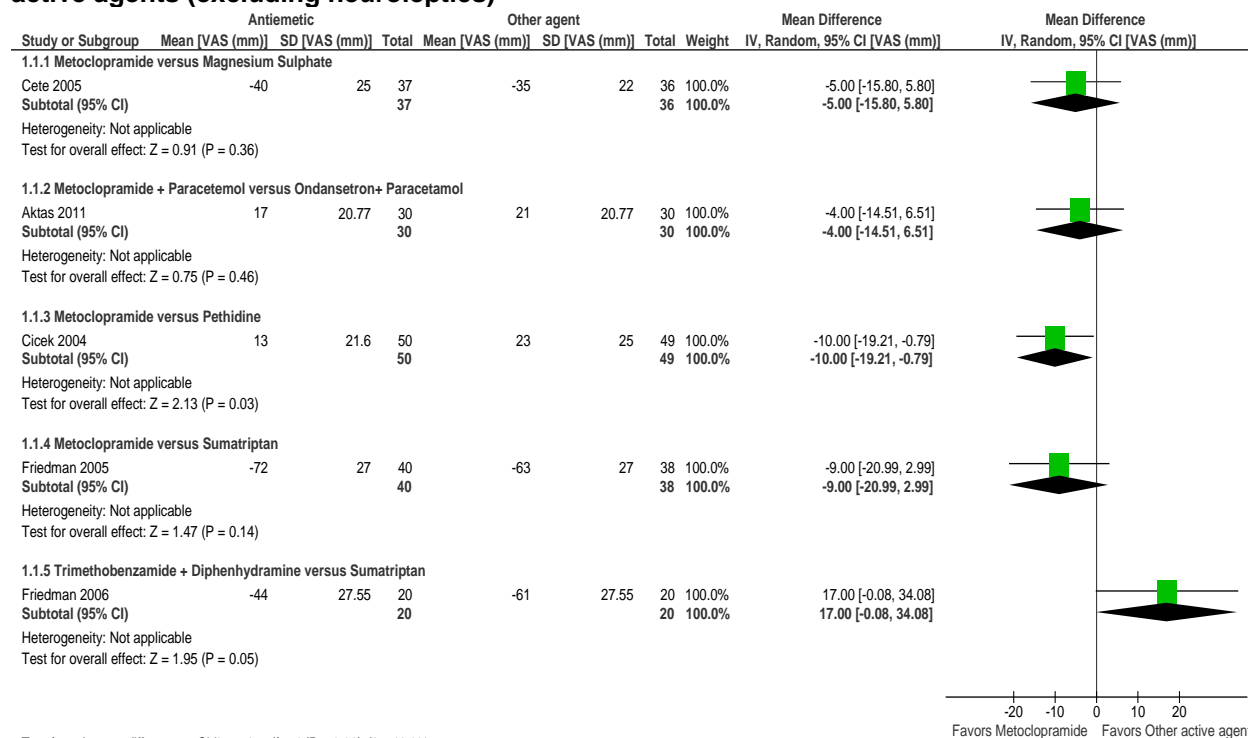 active agents (excluding neuroleptics)
Antiemetic Other agent Mean Difference Mean Difference
Study or Subgroup Mean [VAS (mm)] SD [VAS (mm)] Total Mean [VAS (mm)] SD [VAS (mm)] Total Weight IV, Random, 95% CI [VAS (mm)] IV, Random, 95% CI [VAS (mm)]
1.1.1 Metoclopramide versus Magnesium Sulphate
Cete 2005 -40 25 37 -35 22 36 100.0% -5.00 [-15.80, 5.80]
Subtotal (95% CI) 37 36 100.0% -5.00 [-15.80, 5.80]
Heterogeneity: Not applicable
Test for overall effect: Z = 0.91 (P = 0.36)
1.1.2 Metoclopramide + Paracetemol versus Ondansetron+ Paracetamol
Aktas 2011 17 20.77 30 21 20.77 30 100.0% -4.00 [-14.51, 6.51]
Subtotal (95% CI) 30 30 100.0% -4.00 [-14.51, 6.51]
Heterogeneity: Not applicable
Test for overall effect: Z = 0.75 (P = 0.46)
1.1.3 Metoclopramide versus Pethidine
Cicek 2004 13 21.6 50 23 25 49 100.0% -10.00 [-19.21, -0.79]
Subtotal (95% CI) 50 49 100.0% -10.00 [-19.21, -0.79]
Heterogeneity: Not applicable
Test for overall effect: Z = 2.13 (P = 0.03)
1.1.4 Metoclopramide versus Sumatriptan
Friedman 2005 -72 27 40 -63 27 38 100.0% -9.00 [-20.99, 2.99]
Subtotal (95% CI) 40 38 100.0% -9.00 [-20.99, 2.99]
Heterogeneity: Not applicable
Test for overall effect: Z = 1.47 (P = 0.14)
1.1.5 Trimethobenzamide + Diphenhydramine versus Sumatriptan
Friedman 2006 -44 27.55 20 -61 27.55 20 100.0% 17.00 [-0.08, 34.08]
Subtotal (95% CI) 20 20 100.0% 17.00 [-0.08, 34.08]
Heterogeneity: Not applicable
Test for overall effect: Z = 1.95 (P = 0.05)
-20 -10 0 10 20
Favors Metoclopramide Favors Other active agent